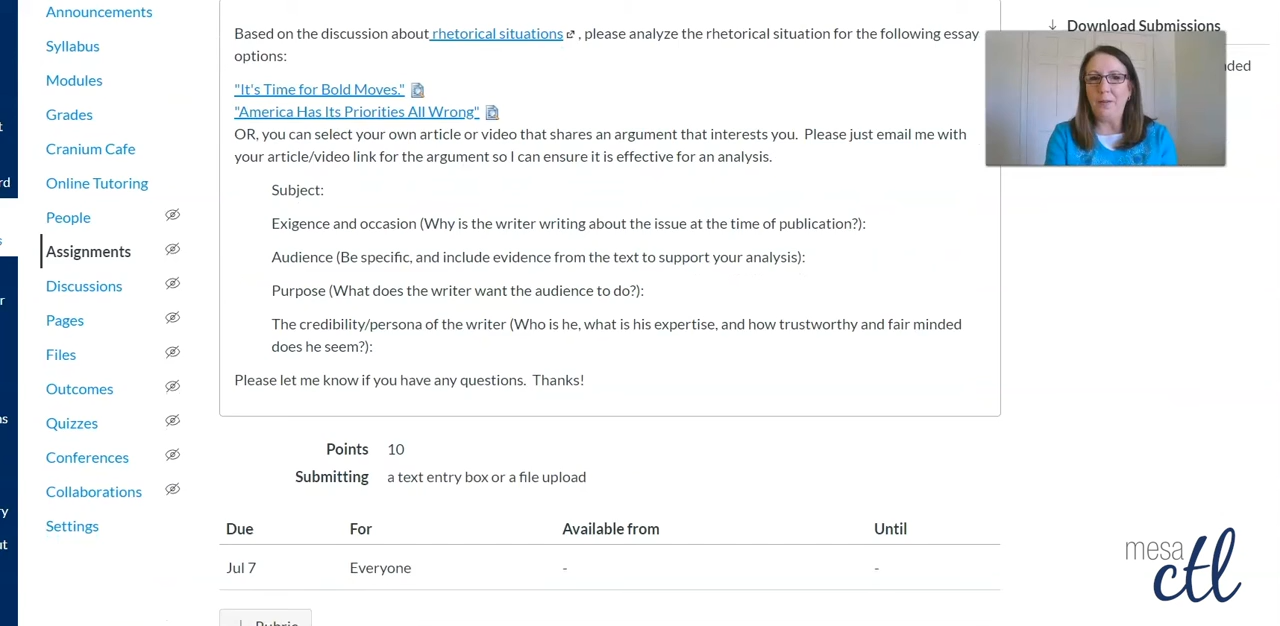 Announcements
Syllabus
Modules
Grades
Cranium Cafe
Online Tutoring
People
Assignments
Discussions
Pages
Files
Outcomes
Quizzes
Conferences
Collaborations
Settings
Based on the discussion about rhetorical situations , please analyze the rhetorical situation for the following essay
options:
"It's Time for Bold Moves."
"America Has Its Priorities All Wrong"
OR, you can select your own article or video that shares an argument that interests you.  Please just email me with
your article/video link for the argument so I can ensure it is effective for an analysis.
Subject:
Exigence and occasion (Why is the writer writing about the issue at the time of publication?):
Audience (Be specific, and include evidence from the text to support your analysis):
Purpose (What does the writer want the audience to do?):
The credibility/persona of the writer (Who is he, what is his expertise, and how trustworthy and fair minded
does he seem?):
Please let me know if you have any questions.  Thanks!
Points 10
Submitting a text entry box or a file upload
Due For Available from Until
Jul 7 Everyone - -
Rubric
Download Submissions
mesa
ctl